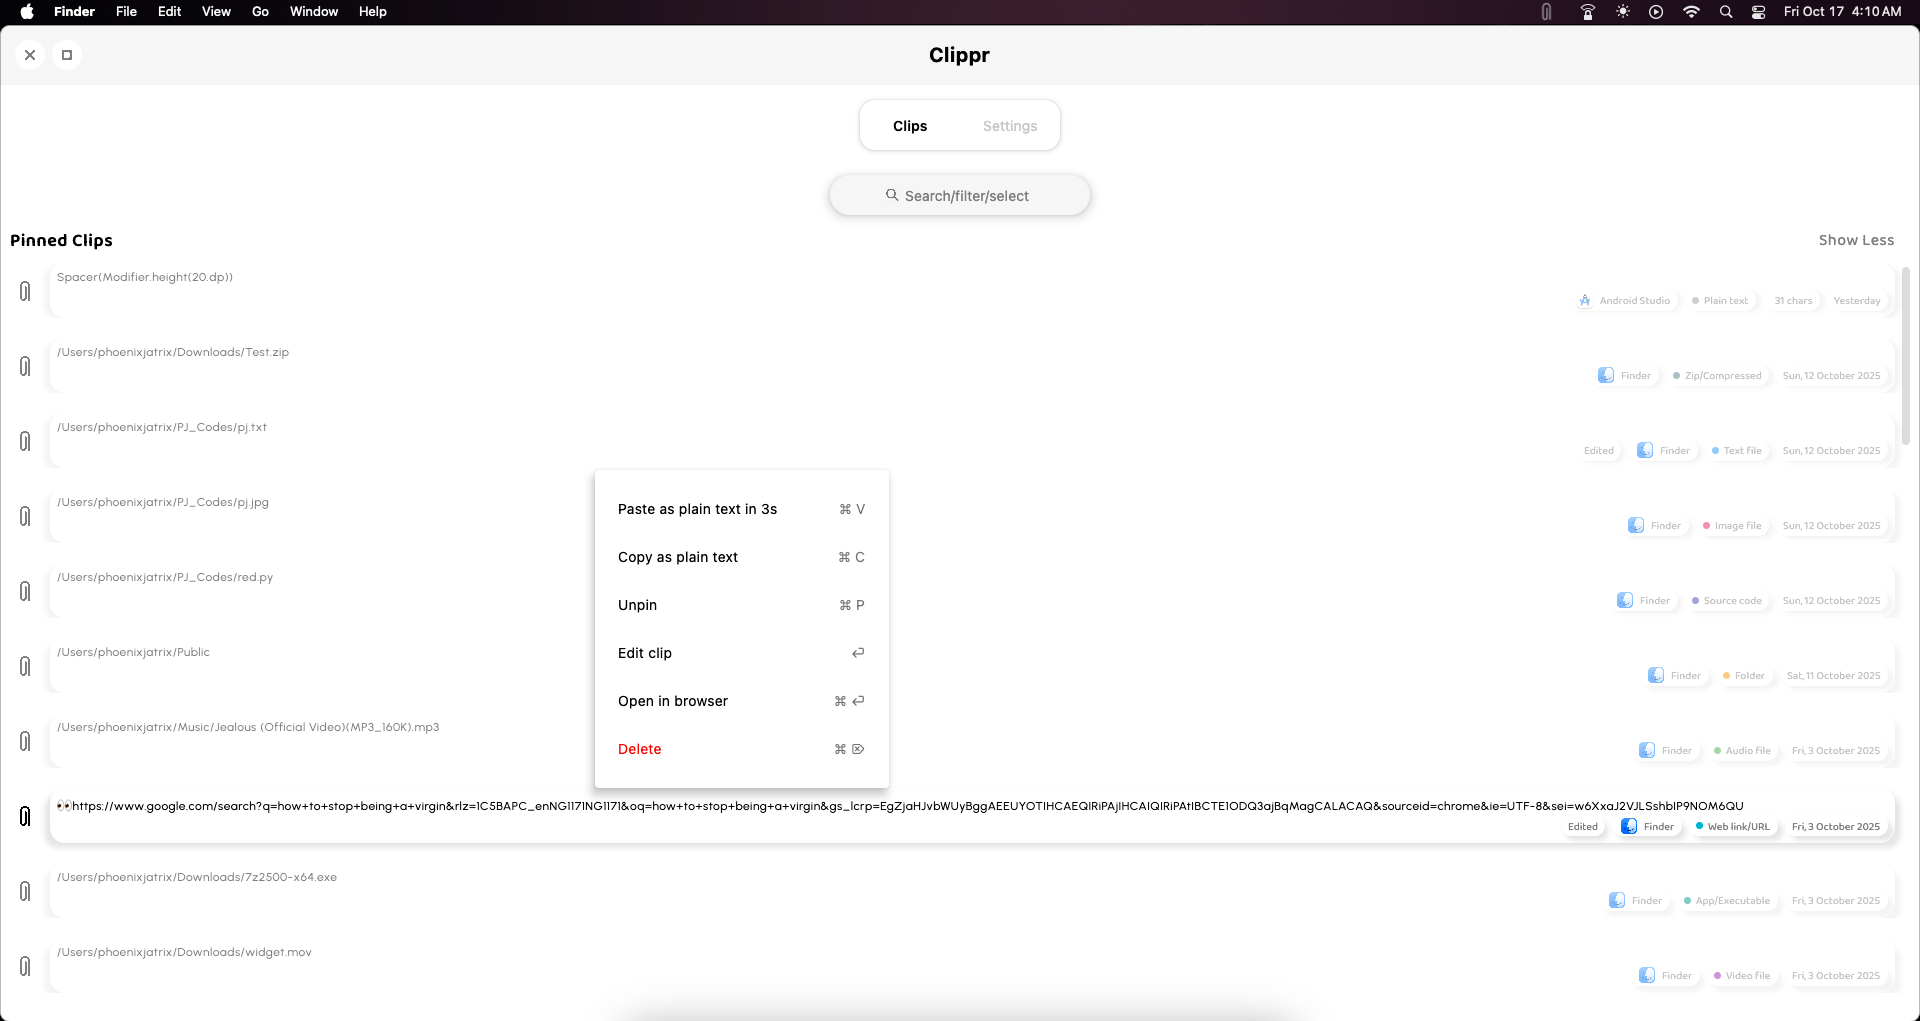 Finder File Edit View Go Window Help Fri Oct 17 4:10 AM
Clippr
Clips Settings
Search/filter/select
Pinned Clips Show Less
Spacer(Modifier.height(20.dp))
Android Studio Plain text 31 chars Yesterday
/Users/phoenixjatrix/Downloads/Test.zip
Finder Zip/Compressed Sun, 12 October 2025
/Users/phoenixjatrix/PJ_Codes/pj.txt
Edited Finder Text file Sun, 12 October 2025
/Users/phoenixjatrix/PJ_Codes/pj.jpg
Finder Image file Sun, 12 October 2025
/Users/phoenixjatrix/PJ_Codes/red.py
Finder Source code Sun, 12 October 2025
/Users/phoenixjatrix/Public
Finder Folder Sat, 11 October 2025
/Users/phoenixjatrix/Music/Jealous (Official Video)(MP3_160K).mp3
Finder Audio file Fri, 3 October 2025
Paste as plain text in 3s ⌘ V
Copy as plain text ⌘ C
Unpin ⌘ P
Edit clip ⏎
Open in browser ⌘ ⏎
Delete ⌘ ⌦
👀https://www.google.com/search?q=how+to+stop+being+a+virgin&rlz=1C5BAPC_enNG1171NG1171&oq=how+to+stop+being+a+virgin&gs_lcrp=EgZjaHJvbWUyBggAEEUYOTIHCAEQIRiPAjIHCAIQIRiPAtIBCTE1ODQ3ajBqMagCALACAQ&sourceid=chrome&ie=UTF-8&sei=w6XxaJ2VJLSshbIP9NOM6QU
Edited Finder Web link/URL Fri, 3 October 2025
/Users/phoenixjatrix/Downloads/7z2500-x64.exe
Finder App/Executable Fri, 3 October 2025
/Users/phoenixjatrix/Downloads/widget.mov
Finder Video file Fri, 3 October 2025